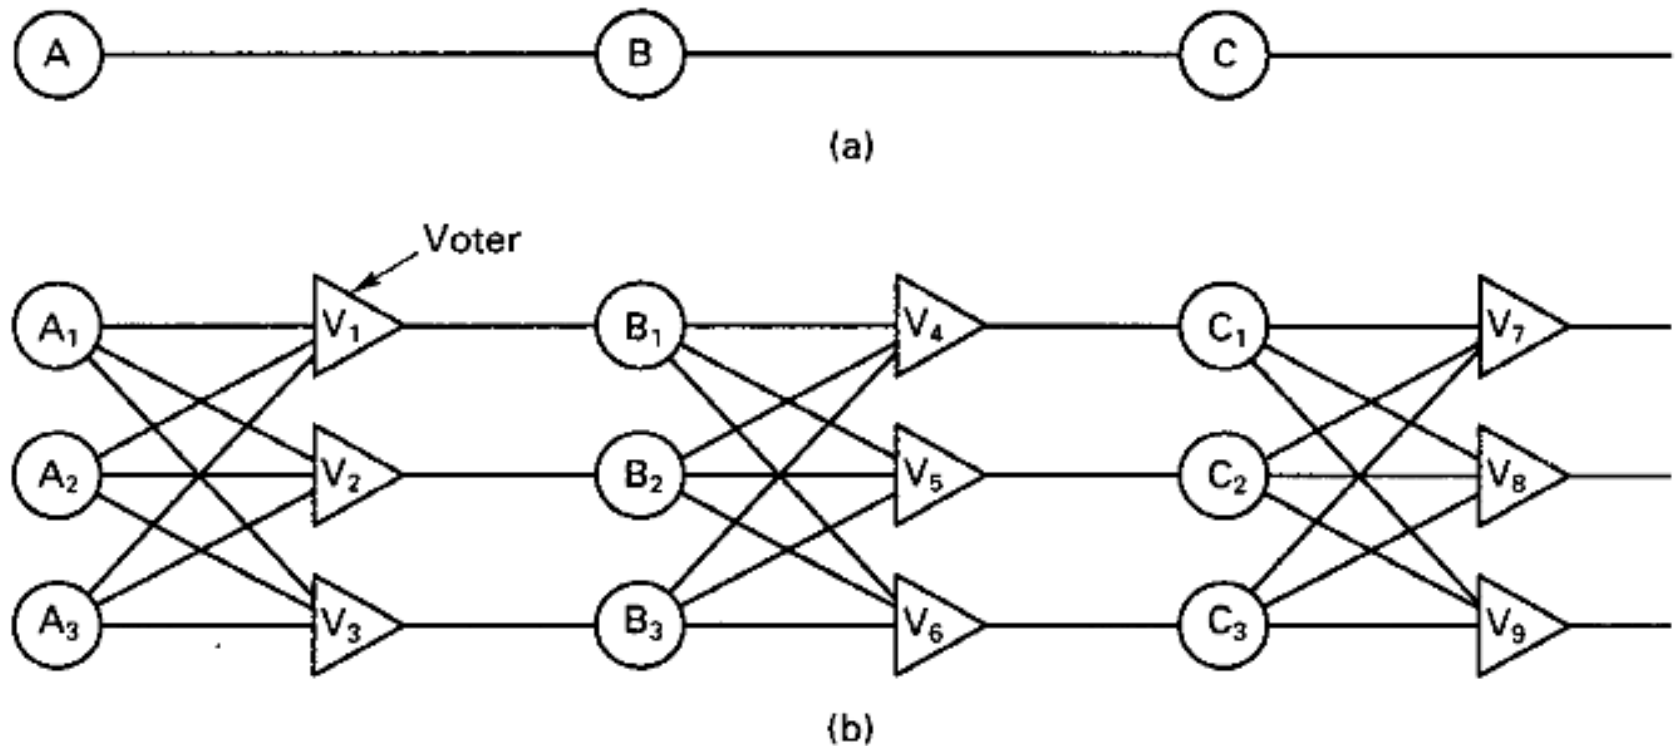 A B C
(a)
Voter
A₁ V₁ B₁ V₄ C₁ V₇
A₂ V₂ B₂ V₅ C₂ V₈
A₃ V₃ B₃ V₆ C₃ V₉
(b)